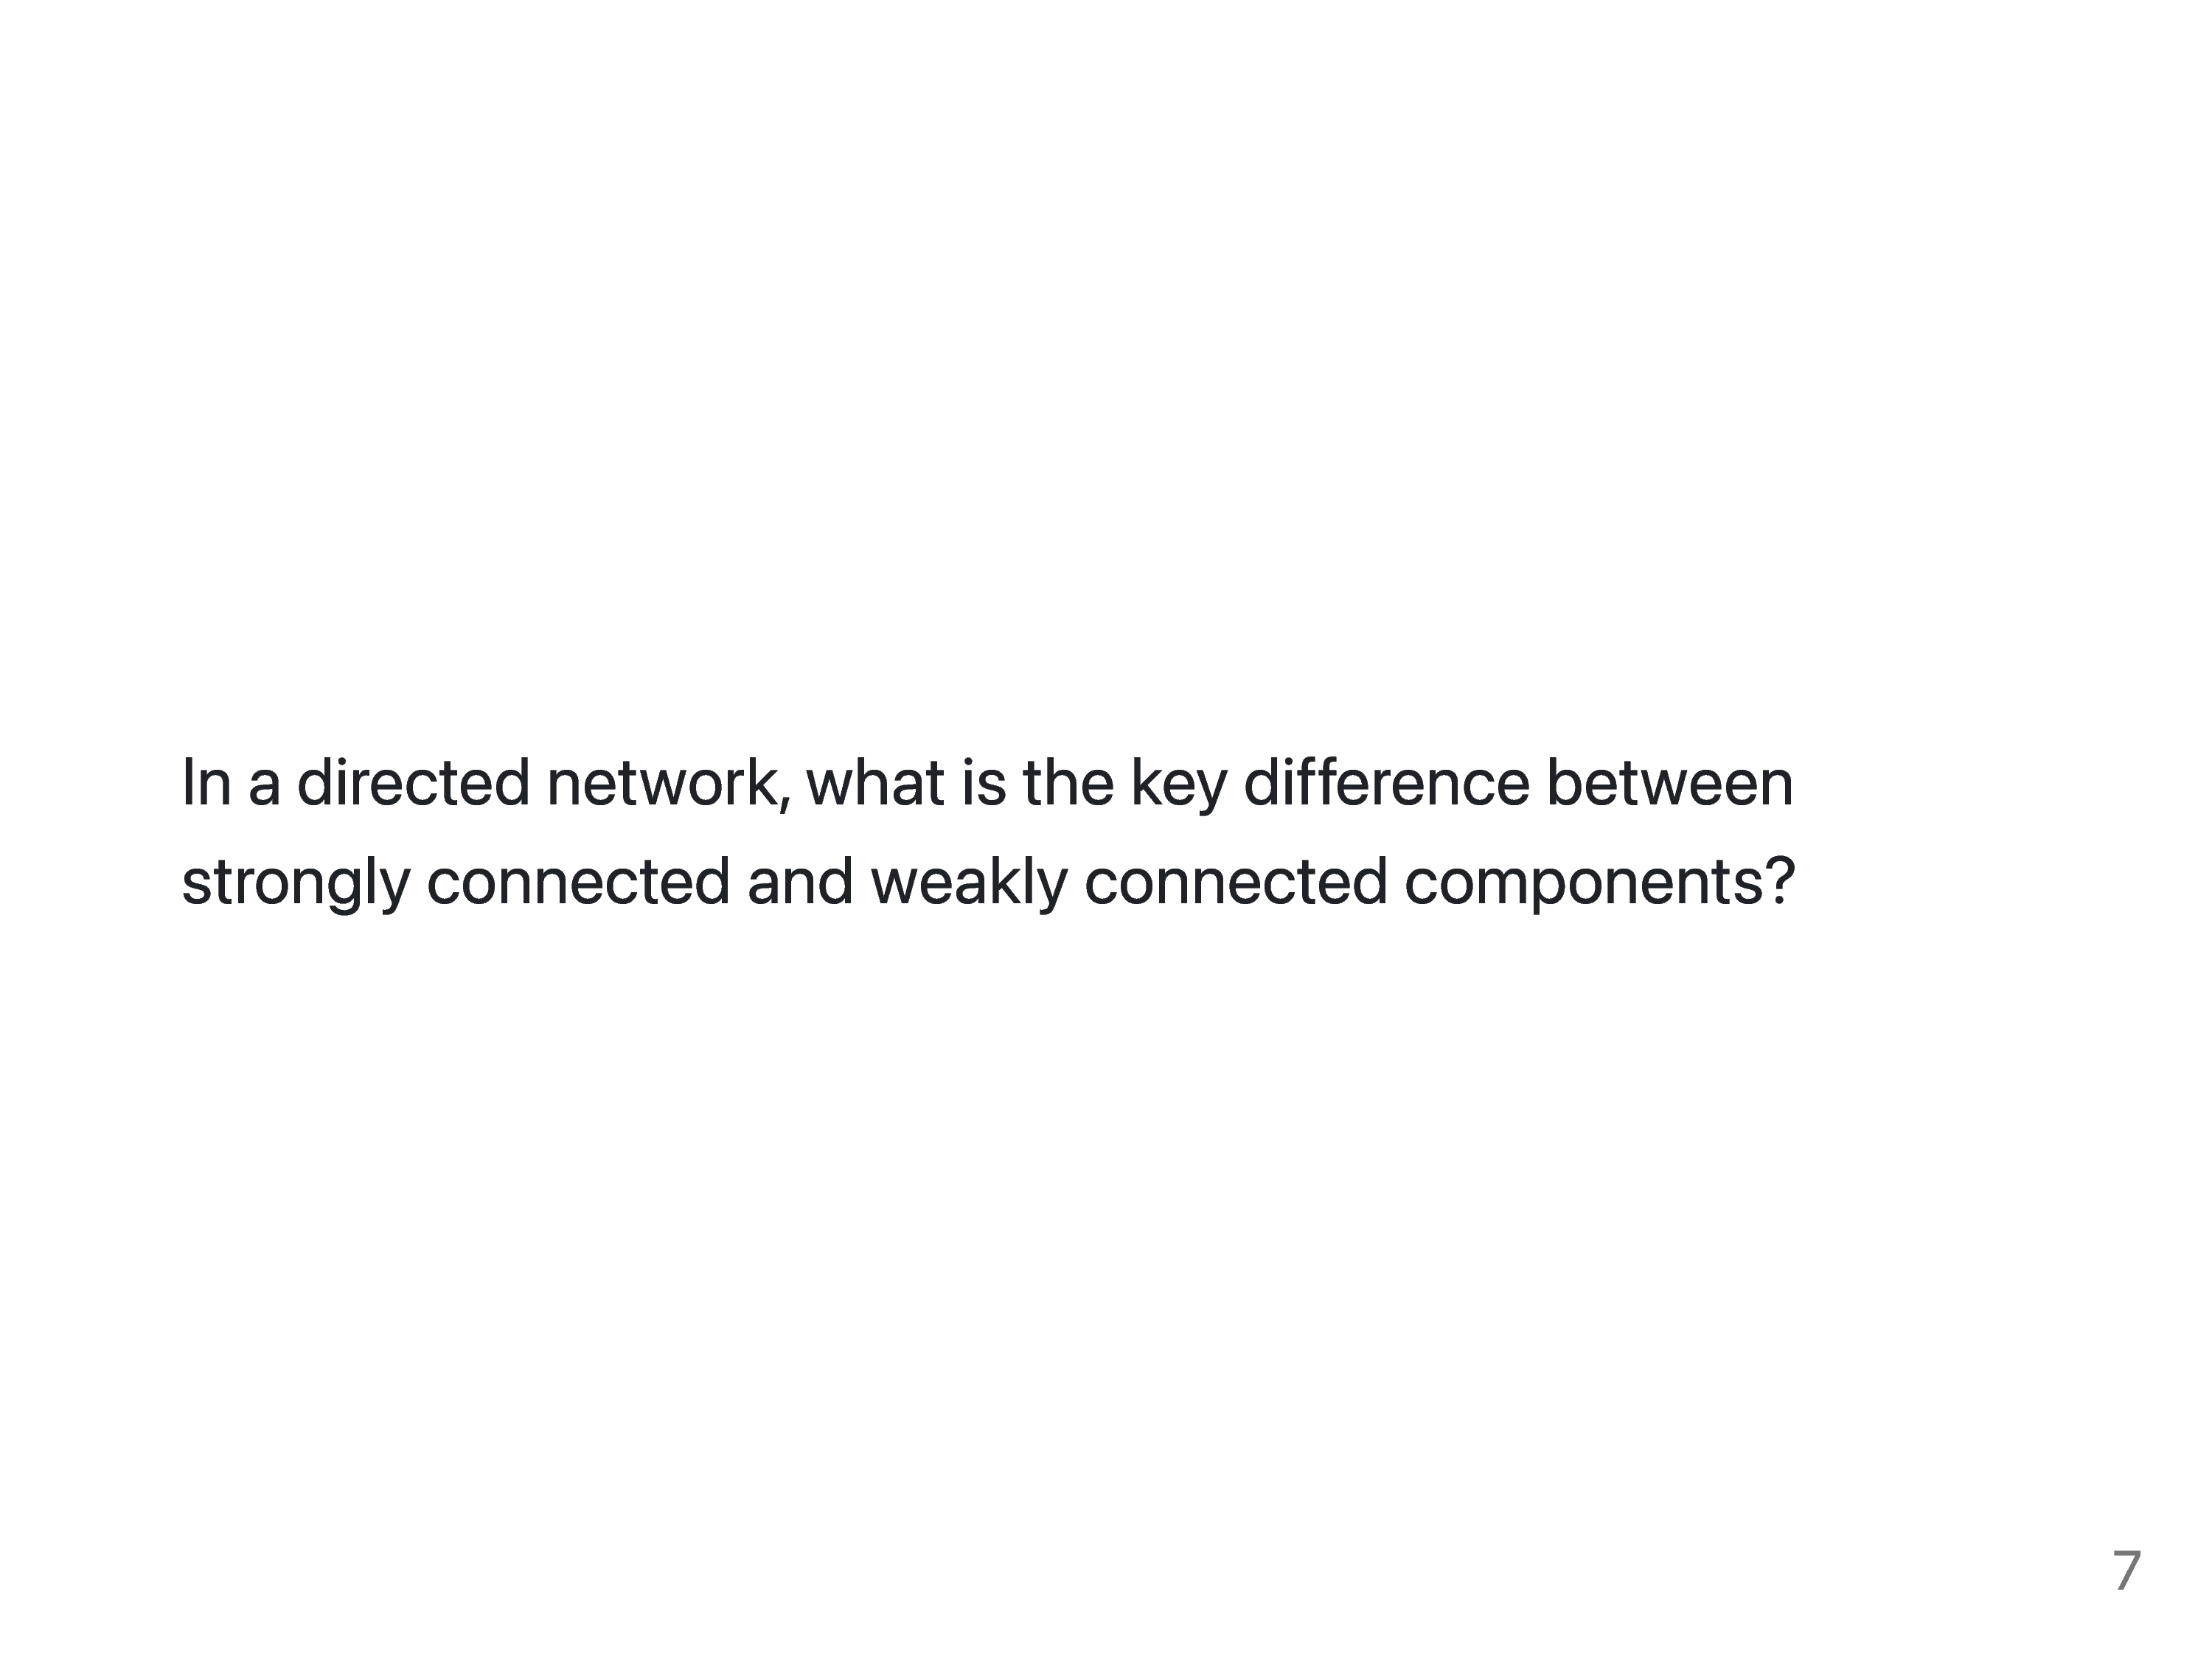 In a directed network, what is the key difference between
strongly connected and weakly connected components?
7